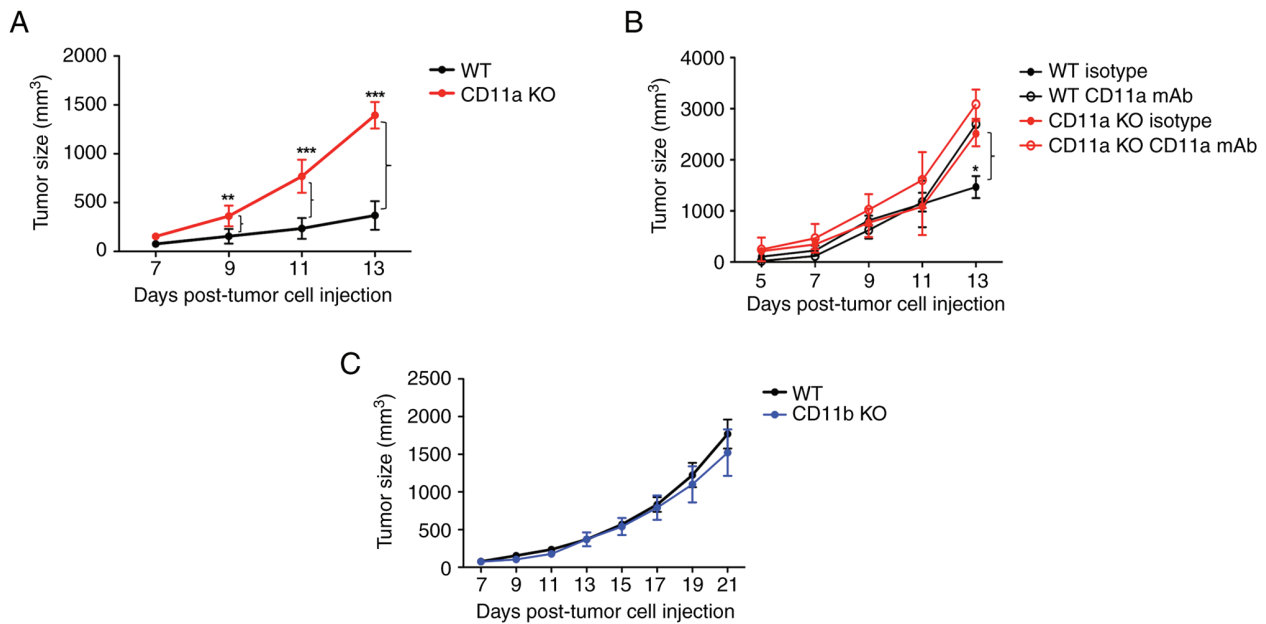 A
2000
1500
1000
500
0
Tumor size (mm3)
**
***
***
7 9 11 13
Days post-tumor cell injection
WT
CD11a KO
B
4000
3000
2000
1000
0
Tumor size (mm3)
*
5 7 9 11 13
Days post-tumor cell injection
WT isotype
WT CD11a mAb
CD11a KO isotype
CD11a KO CD11a mAb
C
2500
2000
1500
1000
500
0
Tumor size (mm3)
7 9 11 13 15 17 19 21
Days post-tumor cell injection
WT
CD11b KO